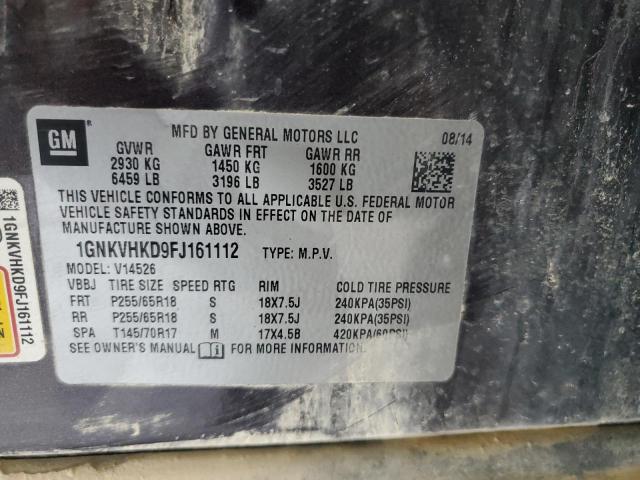 GM ®
MFD BY GENERAL MOTORS LLC 08/14
GVWR GAWR FRT GAWR RR
2930 KG 1450 KG 1600 KG
6459 LB 3196 LB 3527 LB
THIS VEHICLE CONFORMS TO ALL APPLICABLE U.S. FEDERAL MOTOR
VEHICLE SAFETY STANDARDS IN EFFECT ON THE DATE OF
MANUFACTURE SHOWN ABOVE.
1GNKVHKD9FJ161112 TYPE: M.P.V.
MODEL: V14526
VBBJ TIRE SIZE SPEED RTG RIM COLD TIRE PRESSURE
FRT P255/65R18 S 18X7.5J 240KPA(35PSI)
RR P255/65R18 S 18X7.5J 240KPA(35PSI)
SPA T145/70R17 M 17X4.5B 420KPA(60PSI)
SEE OWNER'S MANUAL i FOR MORE INFORMATION.
1GNKVHKD9FJ161112